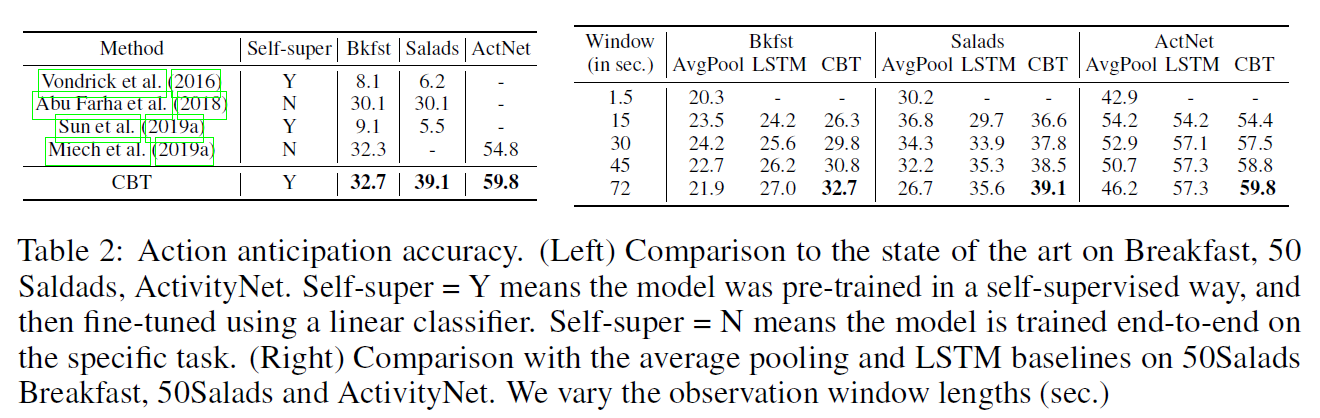 Method Self-super Bkfst Salads ActNet
Vondrick et al. (2016) Y 8.1 6.2 -
Abu Farha et al. (2018) N 30.1 30.1 -
Sun et al. (2019a) Y 9.1 5.5 -
Miech et al. (2019a) N 32.3 - 54.8
CBT Y 32.7 39.1 59.8
Window Bkfst Salads ActNet
(in sec.) AvgPool LSTM CBT AvgPool LSTM CBT AvgPool LSTM CBT
1.5 20.3 - - 30.2 - - 42.9 - -
15 23.5 24.2 26.3 36.8 29.7 36.6 54.2 54.2 54.4
30 24.2 25.6 29.8 34.3 33.9 37.8 52.9 57.1 57.5
45 22.7 26.2 30.8 32.2 35.3 38.5 50.7 57.3 58.8
72 21.9 27.0 32.7 26.7 35.6 39.1 46.2 57.3 59.8
Table 2: Action anticipation accuracy. (Left) Comparison to the state of the art on Breakfast, 50
Saldads, ActivityNet. Self-super = Y means the model was pre-trained in a self-supervised way, and
then fine-tuned using a linear classifier. Self-super = N means the model is trained end-to-end on
the specific task. (Right) Comparison with the average pooling and LSTM baselines on 50Salads
Breakfast, 50Salads and ActivityNet. We vary the observation window lengths (sec.)